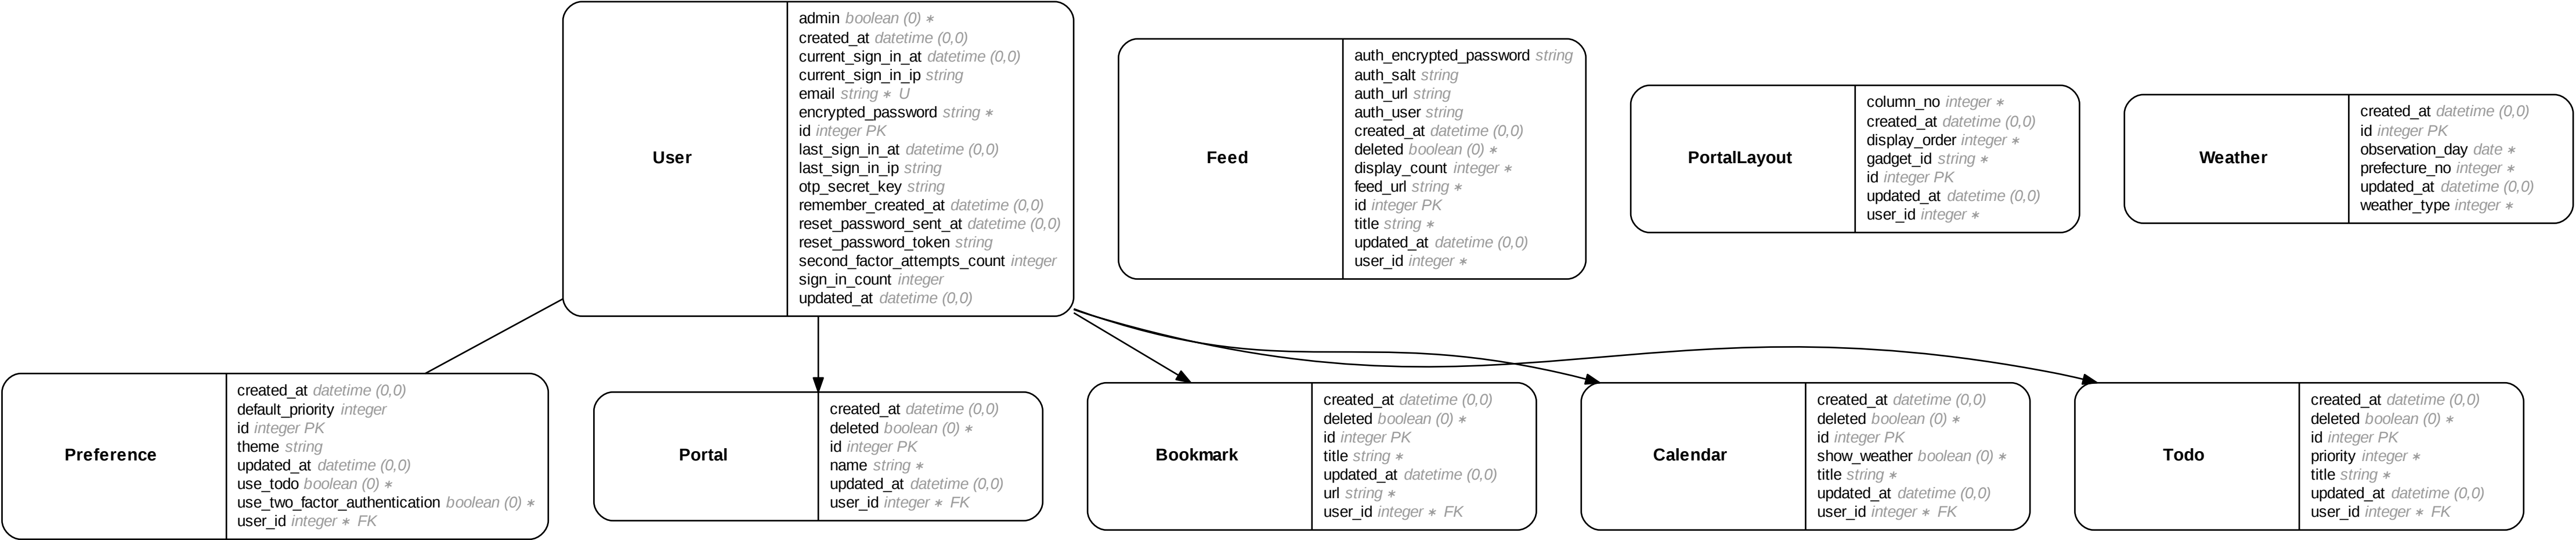 User
admin boolean (0) ∗
created_at datetime (0,0)
current_sign_in_at datetime (0,0)
current_sign_in_ip string
email string ∗ U
encrypted_password string ∗
id integer PK
last_sign_in_at datetime (0,0)
last_sign_in_ip string
otp_secret_key string
remember_created_at datetime (0,0)
reset_password_sent_at datetime (0,0)
reset_password_token string
second_factor_attempts_count integer
sign_in_count integer
updated_at datetime (0,0)
Feed
auth_encrypted_password string
auth_salt string
auth_url string
auth_user string
created_at datetime (0,0)
deleted boolean (0) ∗
display_count integer ∗
feed_url string ∗
id integer PK
title string ∗
updated_at datetime (0,0)
user_id integer ∗
PortalLayout
column_no integer ∗
created_at datetime (0,0)
display_order integer ∗
gadget_id string ∗
id integer PK
updated_at datetime (0,0)
user_id integer ∗
Weather
created_at datetime (0,0)
id integer PK
observation_day date ∗
prefecture_no integer ∗
updated_at datetime (0,0)
weather_type integer ∗
Preference
created_at datetime (0,0)
default_priority integer
id integer PK
theme string
updated_at datetime (0,0)
use_todo boolean (0) ∗
use_two_factor_authentication boolean (0) ∗
user_id integer ∗ FK
Portal
created_at datetime (0,0)
deleted boolean (0) ∗
id integer PK
name string ∗
updated_at datetime (0,0)
user_id integer ∗ FK
Bookmark
created_at datetime (0,0)
deleted boolean (0) ∗
id integer PK
title string ∗
updated_at datetime (0,0)
url string ∗
user_id integer ∗ FK
Calendar
created_at datetime (0,0)
deleted boolean (0) ∗
id integer PK
show_weather boolean (0) ∗
title string ∗
updated_at datetime (0,0)
user_id integer ∗ FK
Todo
created_at datetime (0,0)
deleted boolean (0) ∗
id integer PK
priority integer ∗
title string ∗
updated_at datetime (0,0)
user_id integer ∗ FK